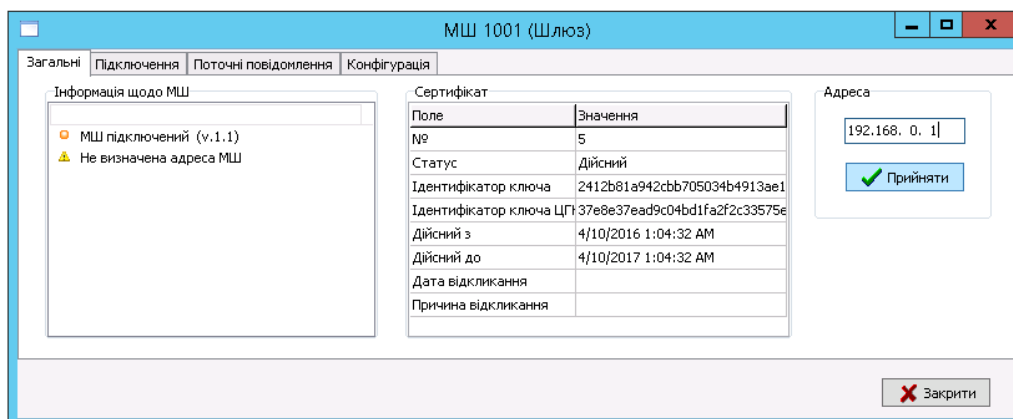 МШ 1001 (Шлюз)
Загальні Підключення Поточні повідомлення Конфігурація
Інформація щодо МШ
МШ підключений (v.1.1)
Не визначена адреса МШ
Сертифікат
Поле Значення
№ 5
Статус Дійсний
Ідентифікатор ключа 2412b81a942cbb705034b4913ae1
Ідентифікатор ключа ЦГК 37e8e37ead9c04bd1fa2f2c33575e
Дійсний з 4/10/2016 1:04:32 AM
Дійсний до 4/10/2017 1:04:32 AM
Дата відкликання
Причина відкликання
Адреса
192.168. 0. 1
Прийняти
Закрити